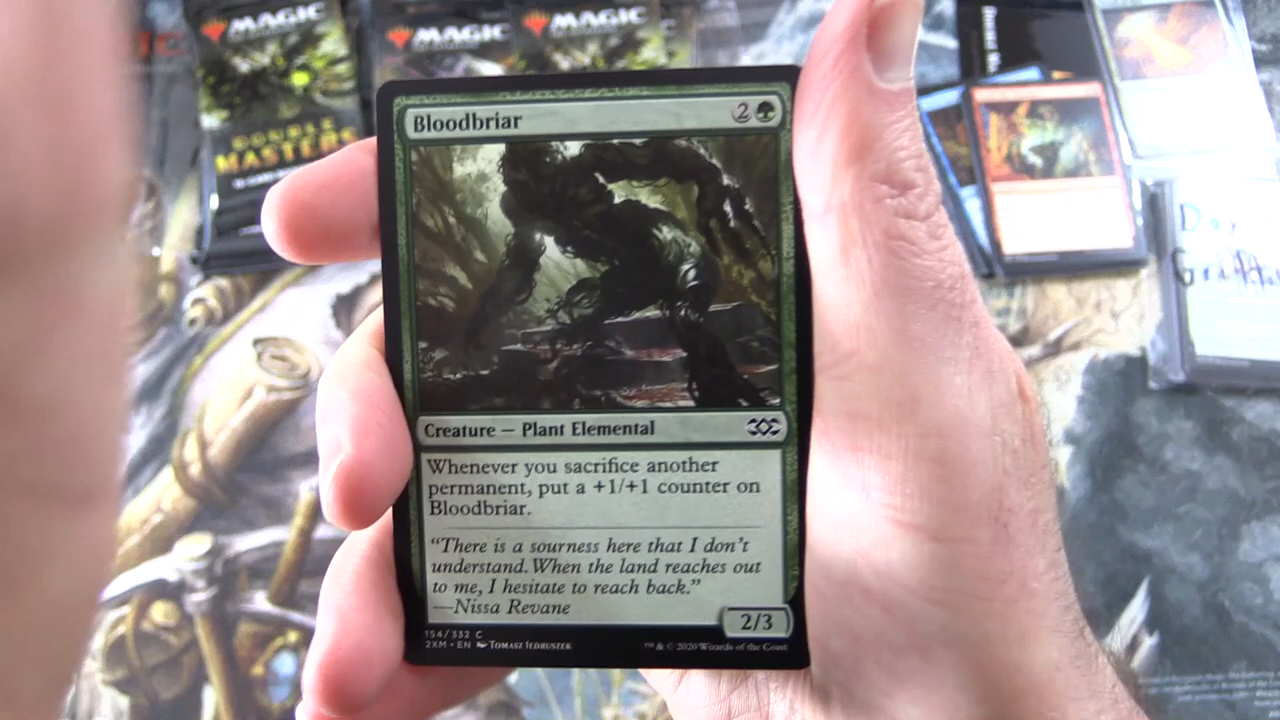 MAGIC
MAGIC
MAGIC
DOUBLE
MASTERS
Bloodbriar
2
Creature — Plant Elemental
Whenever you sacrifice another
permanent, put a +1/+1 counter on
Bloodbriar.
“There is a sourness here that I don’t
understand. When the land reaches out
to me, I hesitate to reach back.”
—Nissa Revane
2/3
154/332 C
2XM • EN Tomasz Jedruszek
™ & © 2020 Wizards of the Coast